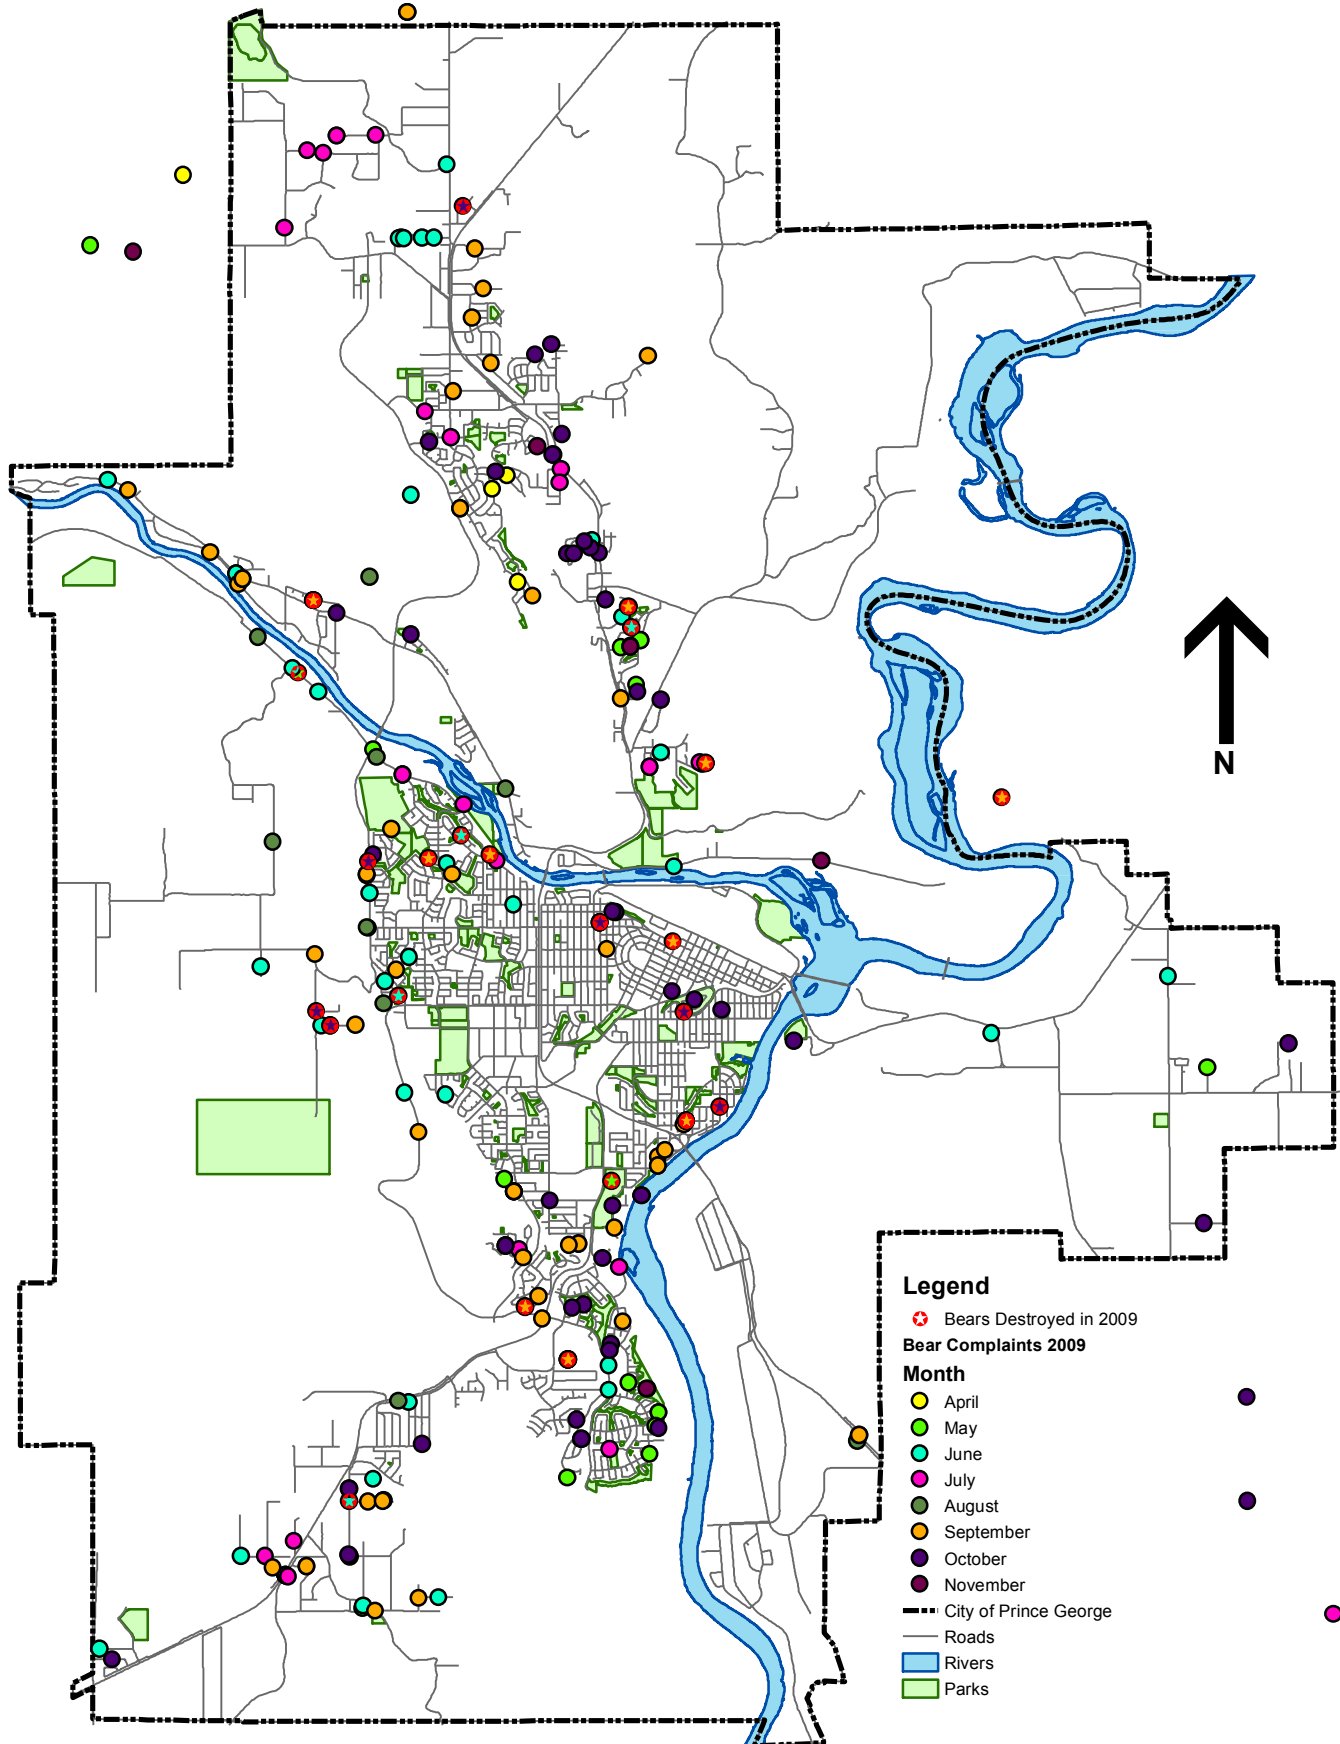 N
Legend
Bears Destroyed in 2009
Bear Complaints 2009
Month
April
May
June
July
August
September
October
November
City of Prince George
Roads
Rivers
Parks